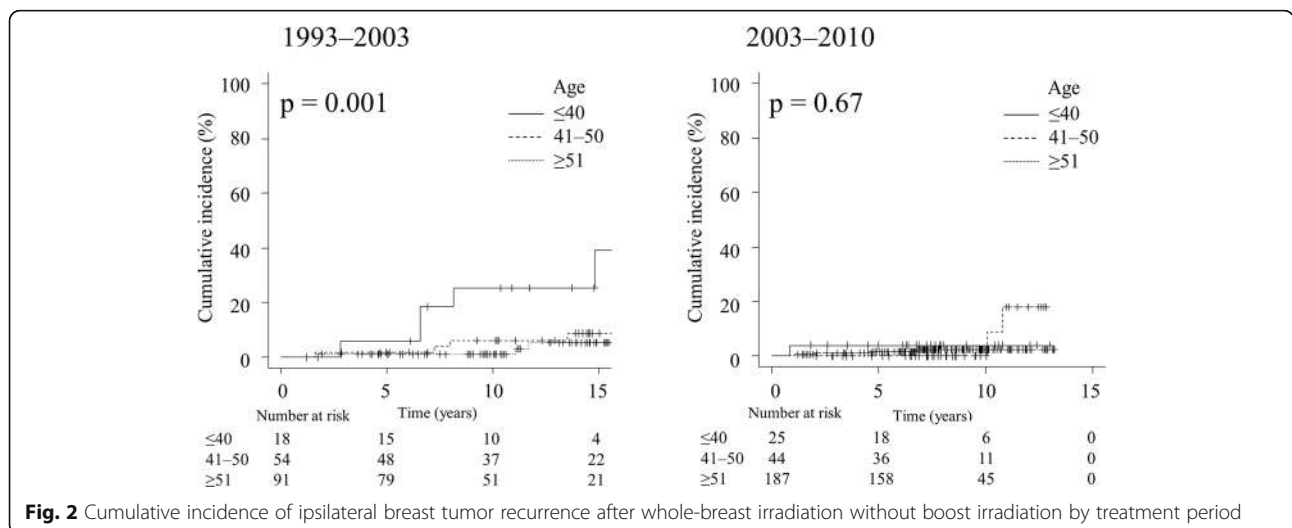 1993–2003
Cumulative incidence (%)
100
80
60
40
20
0
p = 0.001
Age
≤40
41–50
≥51
0 5 10 15
Number at risk Time (years)
≤40 18 15 10 4
41–50 54 48 37 22
≥51 91 79 51 21
2003–2010
Cumulative incidence (%)
100
80
60
40
20
0
p = 0.67
Age
≤40
41–50
≥51
0 5 10 15
Number at risk Time (years)
≤40 25 18 6 0
41–50 44 36 11 0
≥51 187 158 45 0
Fig. 2 Cumulative incidence of ipsilateral breast tumor recurrence after whole-breast irradiation without boost irradiation by treatment period